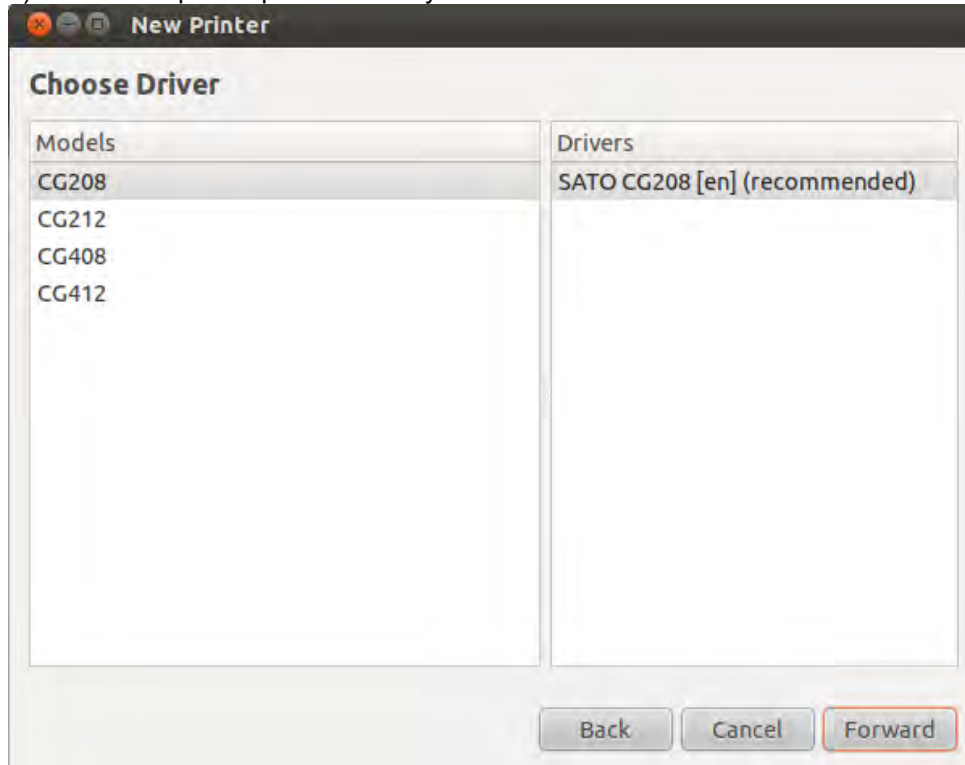 New Printer
Choose Driver
Models
Drivers
CG208
SATO CG208 [en] (recommended)
CG212
CG408
CG412
Back
Cancel
Forward